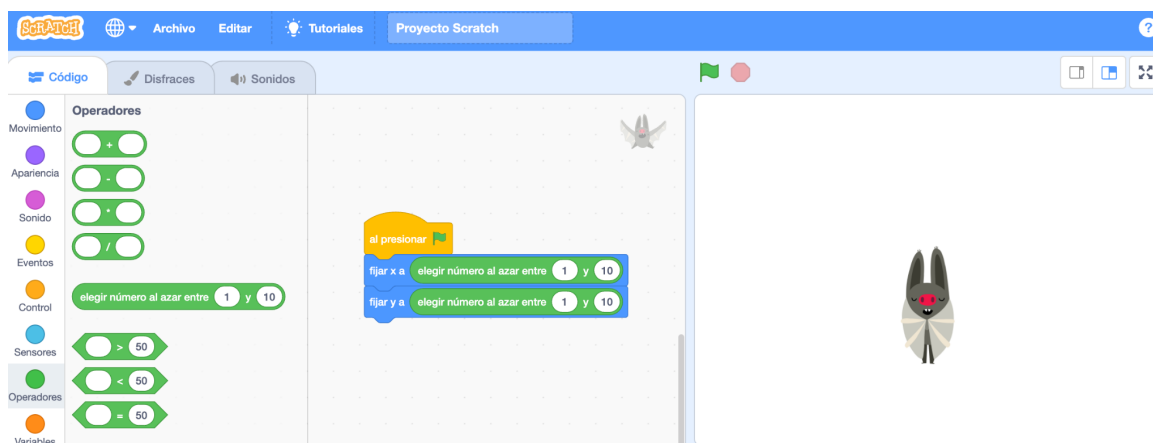 SCRATCH Archivo Editar Tutoriales Proyecto Scratch ?
Código Disfraces Sonidos
Movimiento
Apariencia
Sonido
Eventos
Control
Sensores
Operadores
Variables
Operadores
+
-
*
/
elegir número al azar entre 1 y 10
> 50
< 50
= 50
al presionar
fijar x a elegir número al azar entre 1 y 10
fijar y a elegir número al azar entre 1 y 10